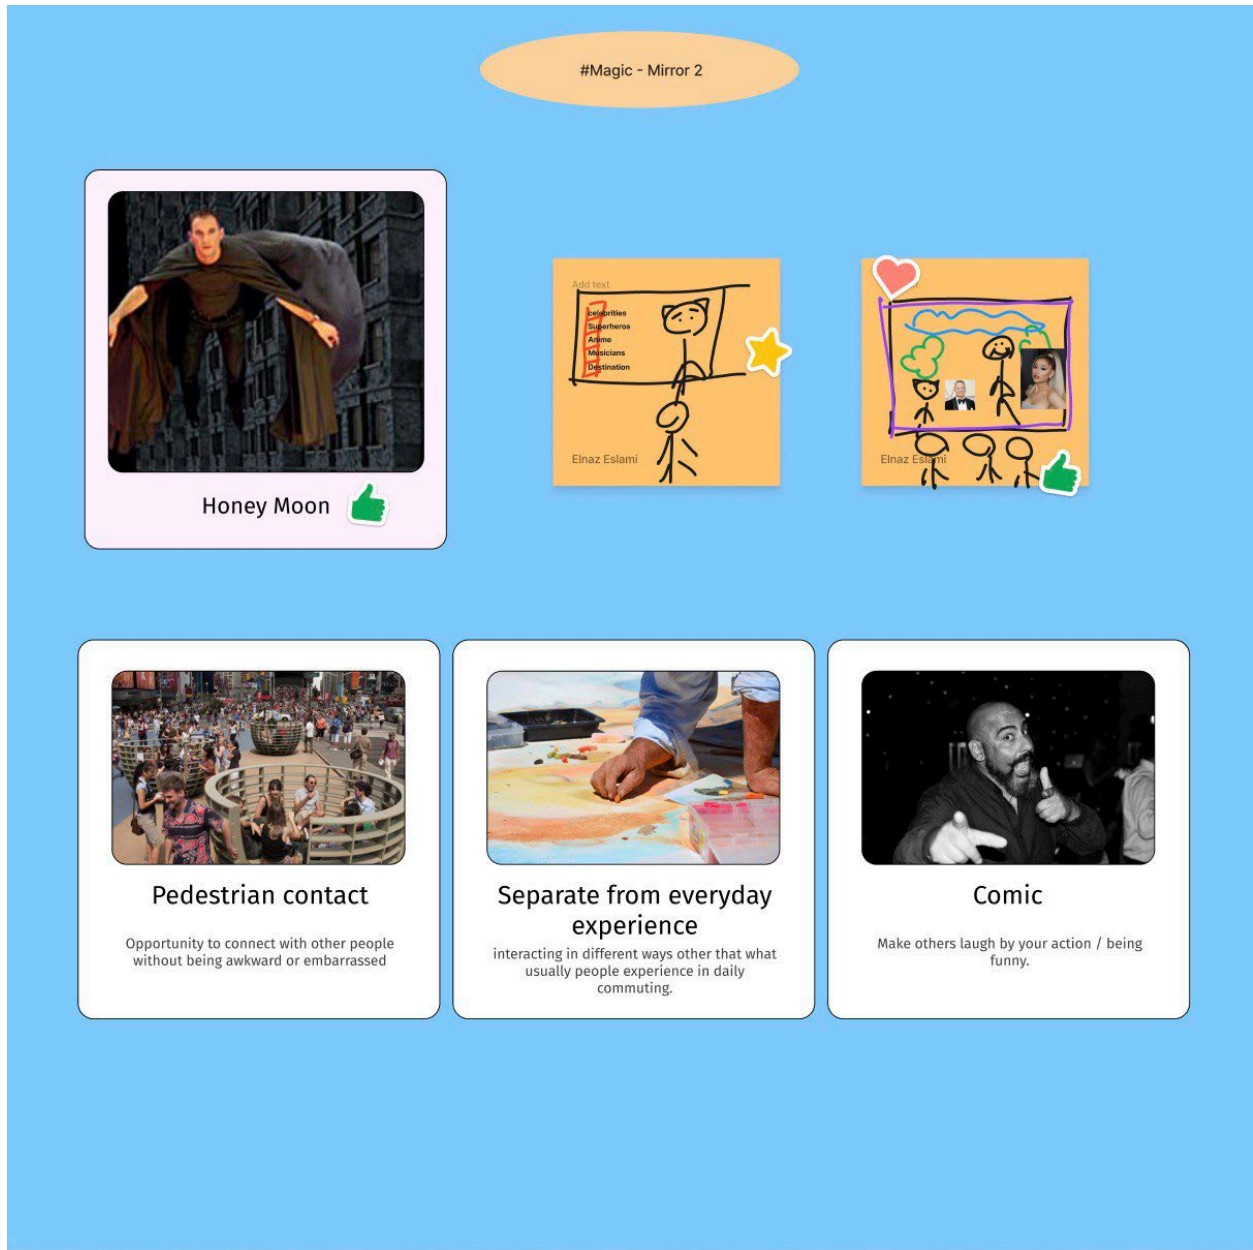 #Magic - Mirror 2
Add text
celebrities
Superheros
Anime
Musicians
Destination
Elnaz Eslami
Elnaz Eslami
Honey Moon
Pedestrian contact
Opportunity to connect with other people
without being awkward or embarrassed
Separate from everyday
experience
interacting in different ways other that what
usually people experience in daily
commuting.
Comic
Make others laugh by your action / being
funny.